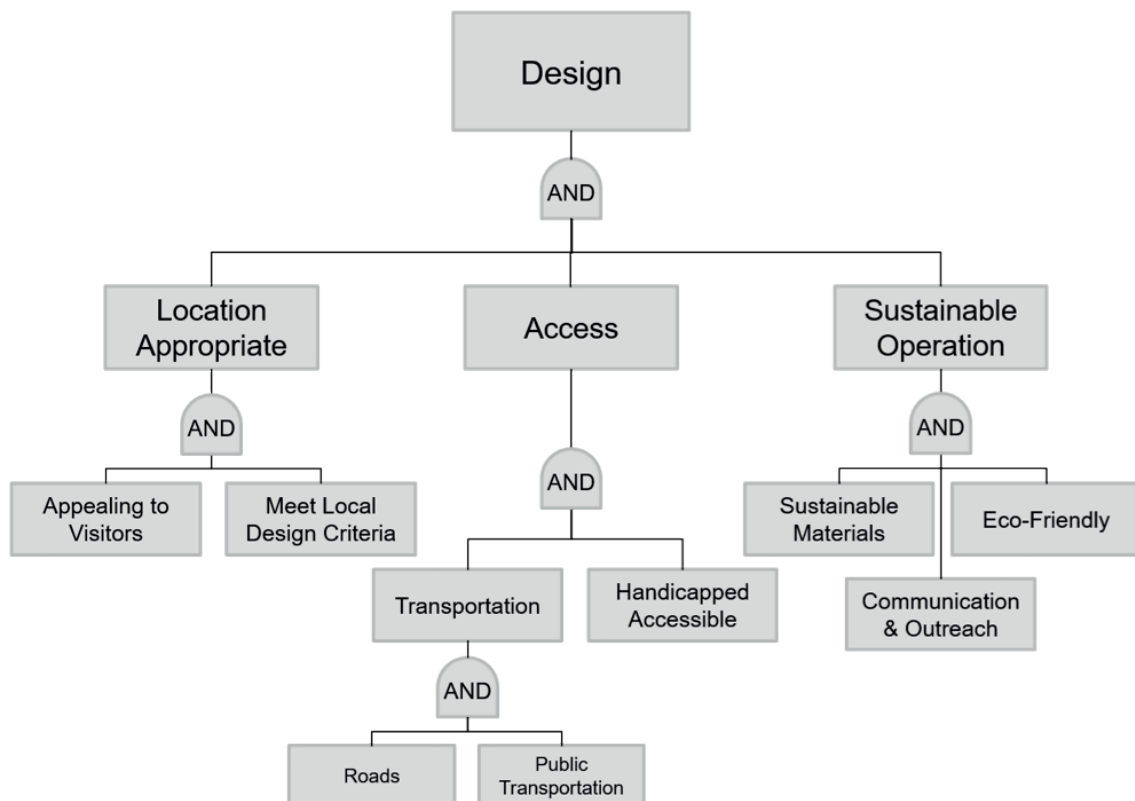 Design
AND
Location
Appropriate
Access
Sustainable
Operation
AND
AND
AND
Appealing to
Visitors
Meet Local
Design Criteria
Sustainable
Materials
Eco-Friendly
Transportation
Handicapped
Accessible
Communication
& Outreach
AND
Roads
Public
Transportation